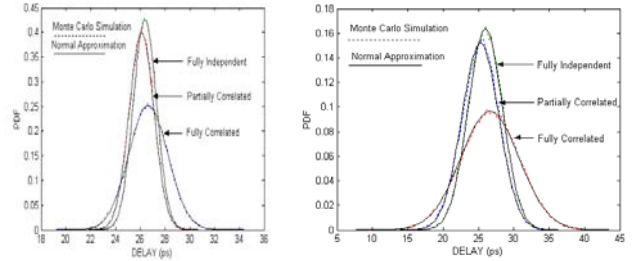 0.45
0.4
0.35
0.3
0.25
0.2
0.15
0.1
0.05
0
PDF
Monte Carlo Simulation
Normal Approximation
Fully Independent
Partially Correlated
Fully Correlated
18 20 22 24 26 28 30 32 34 36
DELAY (ps)
0.18
0.16
0.14
0.12
0.1
0.08
0.06
0.04
0.02
0
PDF
Monte Carlo Simulation
Normal Approximation
Fully Independent
Partially Correlated
Fully Correlated
5 10 15 20 25 30 35 40 45
DELAY (ps)